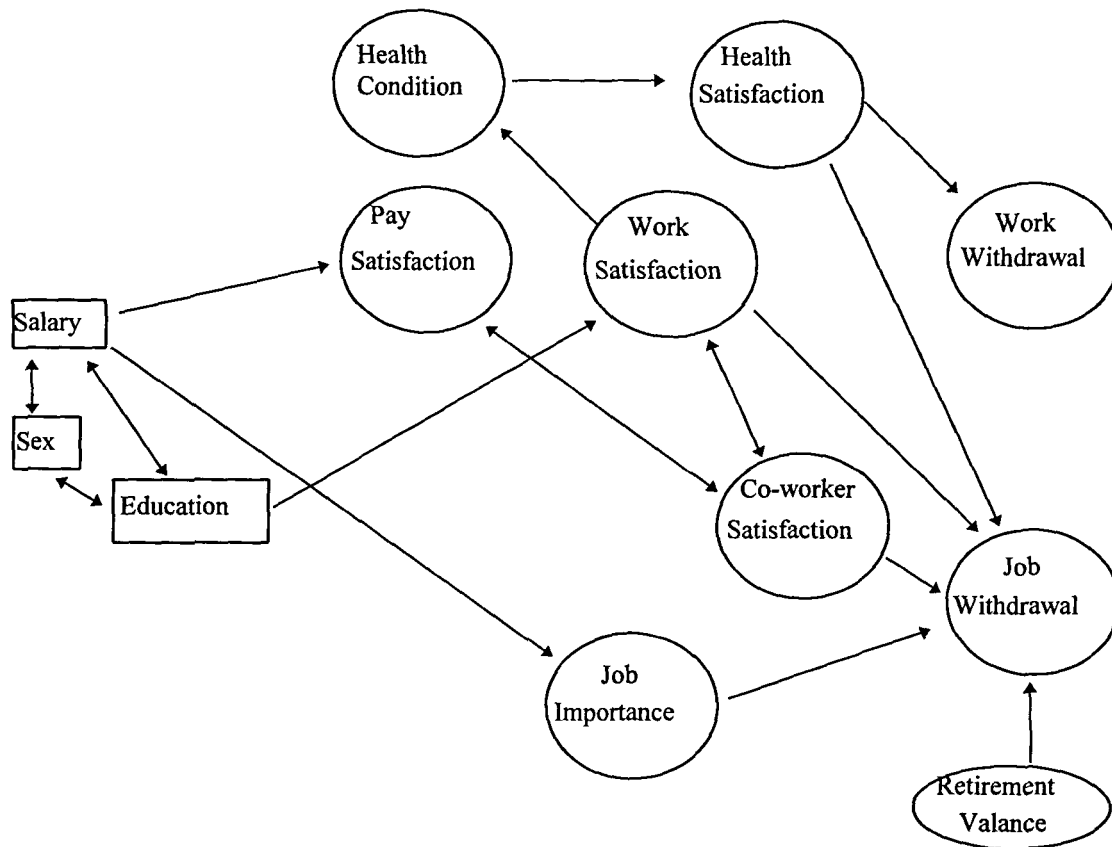 Health
Condition
Health
Satisfaction
Pay
Satisfaction
Work
Satisfaction
Work
Withdrawal
Salary
Sex
Education
Co-worker
Satisfaction
Job
Withdrawal
Job
Importance
Retirement
Valance